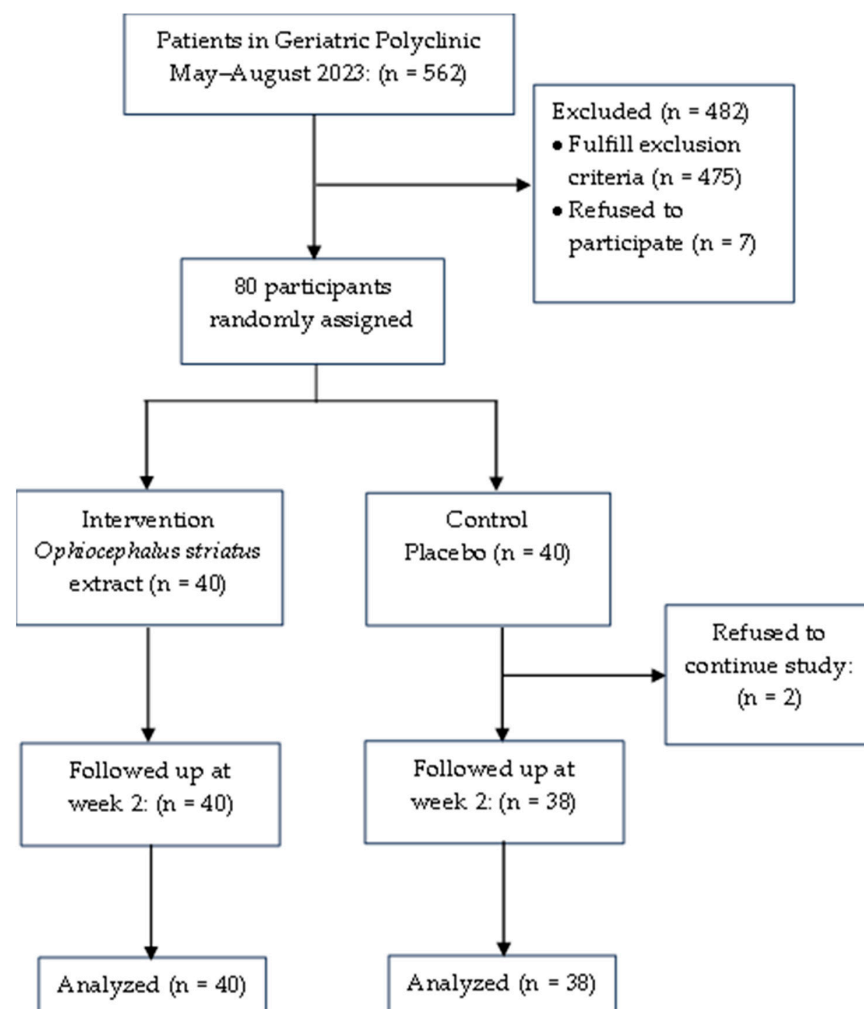 Patients in Geriatric Polyclinic
May–August 2023: (n = 562)
Excluded (n = 482)
• Fulfill exclusion
criteria (n = 475)
• Refused to
participate (n = 7)
80 participants
randomly assigned
Intervention
Ophiocephalus striatus
extract (n = 40)
Control
Placebo (n = 40)
Refused to
continue study:
(n = 2)
Followed up at
week 2: (n = 40)
Followed up at
week 2: (n = 38)
Analyzed (n = 40)
Analyzed (n = 38)